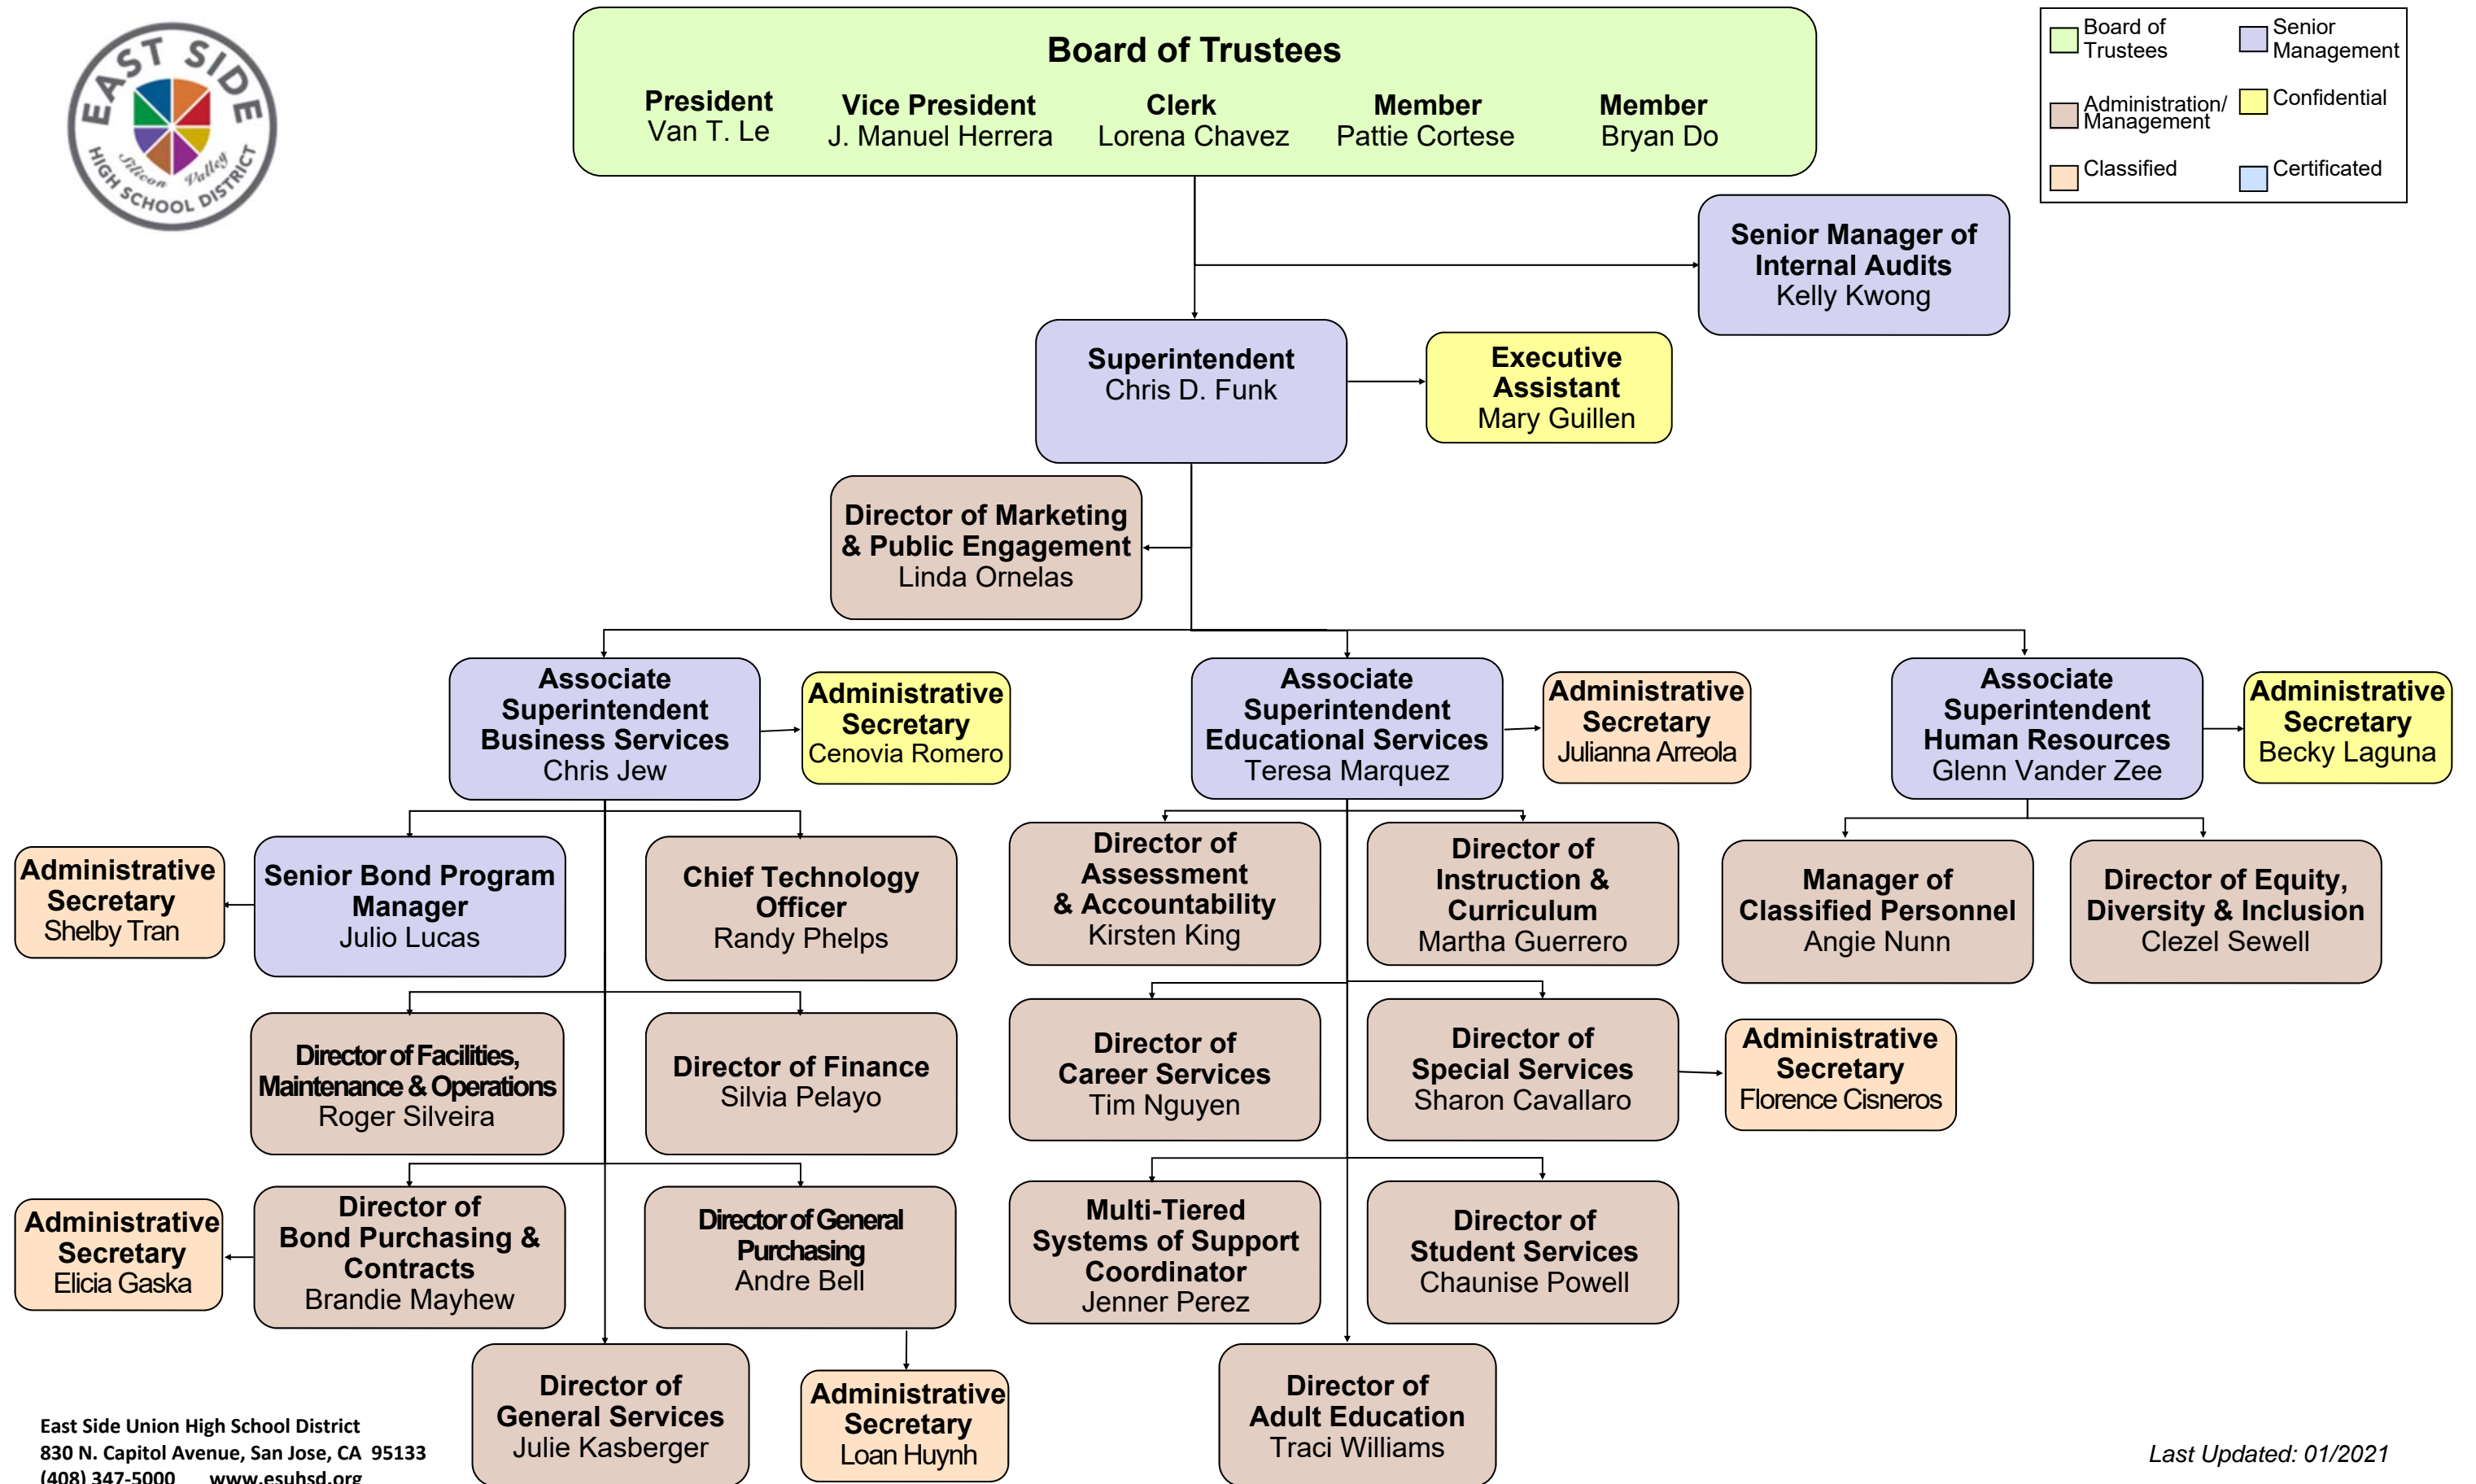 EAST SIDE
Silicon Valley
HIGH SCHOOL DISTRICT
Board of Trustees
President
Van T. Le
Vice President
J. Manuel Herrera
Clerk
Lorena Chavez
Member
Pattie Cortese
Member
Bryan Do
Board of
Trustees
Senior
Management
Administration/
Management
Confidential
Classified
Certificated
Senior Manager of
Internal Audits
Kelly Kwong
Superintendent
Chris D. Funk
Executive
Assistant
Mary Guillen
Director of Marketing
& Public Engagement
Linda Ornelas
Associate
Superintendent
Business Services
Chris Jew
Administrative
Secretary
Cenovia Romero
Associate
Superintendent
Educational Services
Teresa Marquez
Administrative
Secretary
Julianna Arreola
Associate
Superintendent
Human Resources
Glenn Vander Zee
Administrative
Secretary
Becky Laguna
Administrative
Secretary
Shelby Tran
Senior Bond Program
Manager
Julio Lucas
Chief Technology
Officer
Randy Phelps
Director of
Assessment
& Accountability
Kirsten King
Director of
Instruction &
Curriculum
Martha Guerrero
Manager of
Classified Personnel
Angie Nunn
Director of Equity,
Diversity & Inclusion
Clezel Sewell
Director of Facilities,
Maintenance & Operations
Roger Silveira
Director of Finance
Silvia Pelayo
Director of
Career Services
Tim Nguyen
Director of
Special Services
Sharon Cavallaro
Administrative
Secretary
Florence Cisneros
Administrative
Secretary
Elicia Gaska
Director of
Bond Purchasing &
Contracts
Brandie Mayhew
Director of General
Purchasing
Andre Bell
Multi-Tiered
Systems of Support
Coordinator
Jenner Perez
Director of
Student Services
Chaunise Powell
Director of
General Services
Julie Kasberger
Administrative
Secretary
Loan Huynh
Director of
Adult Education
Traci Williams
East Side Union High School District
830 N. Capitol Avenue, San Jose, CA 95133
(408) 347-5000 www.esuhsd.org
Last Updated: 01/2021